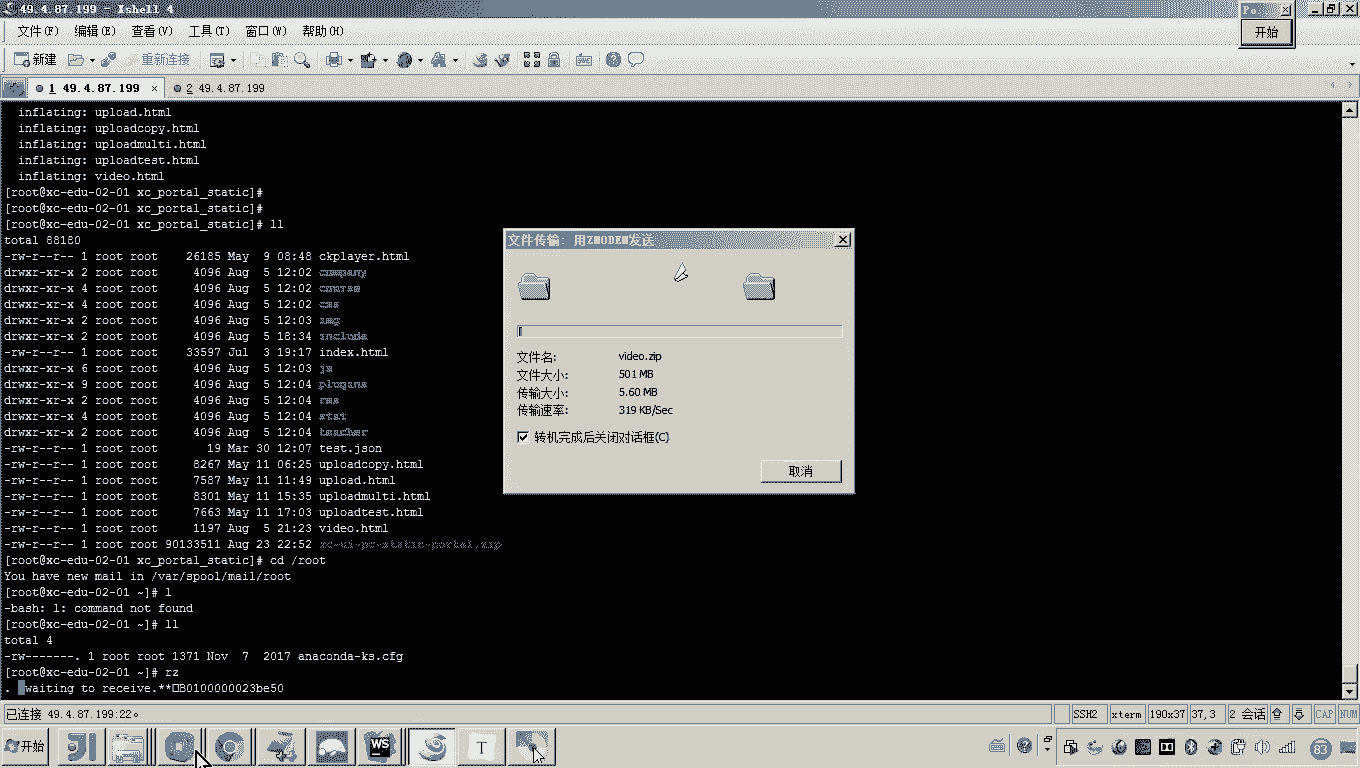 49.4.87.199 - Xshell 4
Po.
开始
文件(F) 编辑(E) 查看(V) 工具(T) 窗口(W) 帮助(H)
新建 重新连接
1 49.4.87.199 × 2 49.4.87.199
inflating: upload.html
inflating: uploadcopy.html
inflating: uploadmulti.html
inflating: uploadtest.html
inflating: video.html
[root@xc-edu-02-01 xc_portal_static]#
[root@xc-edu-02-01 xc_portal_static]#
[root@xc-edu-02-01 xc_portal_static]# ll
total 88180
-rw-r--r-- 1 root root 26185 May 9 08:48 ckplayer.html
drwxr-xr-x 2 root root 4096 Aug 5 12:02 company
drwxr-xr-x 4 root root 4096 Aug 5 12:02 course
drwxr-xr-x 4 root root 4096 Aug 5 12:02 css
drwxr-xr-x 2 root root 4096 Aug 5 12:03 img
drwxr-xr-x 2 root root 4096 Aug 5 18:34 include
-rw-r--r-- 1 root root 33597 Jul 3 19:17 index.html
drwxr-xr-x 6 root root 4096 Aug 5 12:03 js
drwxr-xr-x 9 root root 4096 Aug 5 12:04 plugins
drwxr-xr-x 2 root root 4096 Aug 5 12:04
drwxr-xr-x 4 root root 4096 Aug 5 12:04 stat
drwxr-xr-x 2 root root 4096 Aug 5 12:04 teacher
-rw-r--r-- 1 root root 19 Mar 30 12:07 test.json
-rw-r--r-- 1 root root 8267 May 11 06:25 uploadcopy.html
-rw-r--r-- 1 root root 7587 May 11 11:49 upload.html
-rw-r--r-- 1 root root 8301 May 11 15:35 uploadmulti.html
-rw-r--r-- 1 root root 7663 May 11 17:03 uploadtest.html
-rw-r--r-- 1 root root 1197 Aug 5 21:23 video.html
-rw-r--r-- 1 root root 90133511 Aug 23 22:52 xc-ui-pc-static-portal.zip
[root@xc-edu-02-01 xc_portal_static]# cd /root
You have new mail in /var/spool/mail/root
[root@xc-edu-02-01 ~]# l
-bash: l: command not found
[root@xc-edu-02-01 ~]# ll
total 4
-rw-------. 1 root root 1371 Nov 7 2017 anaconda-ks.cfg
[root@xc-edu-02-01 ~]# rz
. waiting to receive.**□B0100000023be50
文件传输: 用ZMODEM发送
文件名: video.zip
文件大小: 501 MB
传输大小: 5.60 MB
传输速率: 319 KB/Sec
转机完成后关闭对话框(C)
取消
已连接 49.4.87.199:22。 SSH2 xterm 190x37 37,3 2 会话 CAP NUM
开始 WS T 83